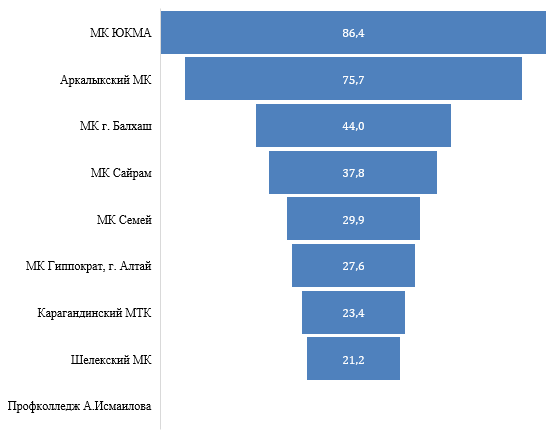 МК ЮКМА 86,4
Аркалыкский МК 75,7
МК г. Балхаш 44,0
МК Сайрам 37,8
МК Семей 29,9
МК Гиппократ, г. Алтай 27,6
Карагандинский МТК 23,4
Шелекский МК 21,2
Профколледж А.Исмаилова